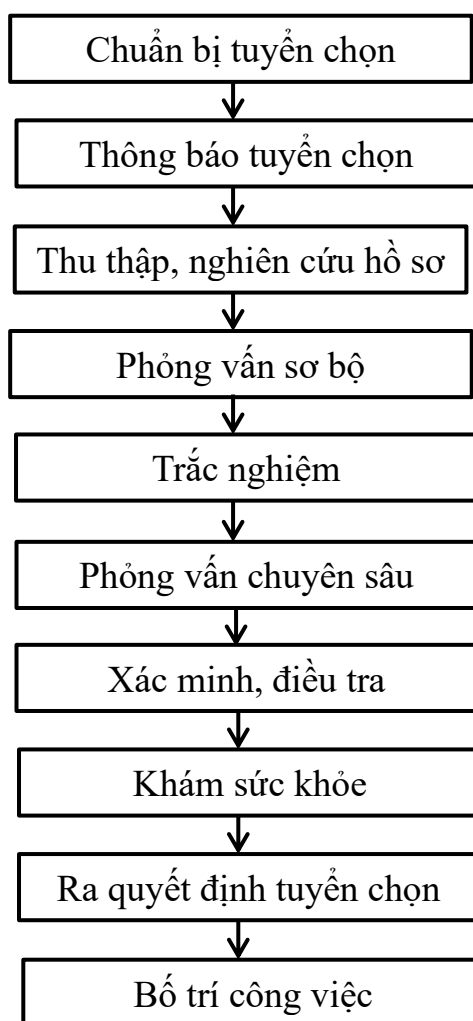 Chuẩn bị tuyển chọn
Thông báo tuyển chọn
Thu thập, nghiên cứu hồ sơ
Phỏng vấn sơ bộ
Trắc nghiệm
Phỏng vấn chuyên sâu
Xác minh, điều tra
Khám sức khỏe
Ra quyết định tuyển chọn
Bố trí công việc